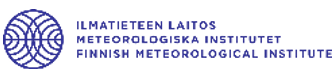 ILMATIETEEN LAITOS
METEOROLOGISKA INSTITUTET
FINNISH METEOROLOGICAL INSTITUTE